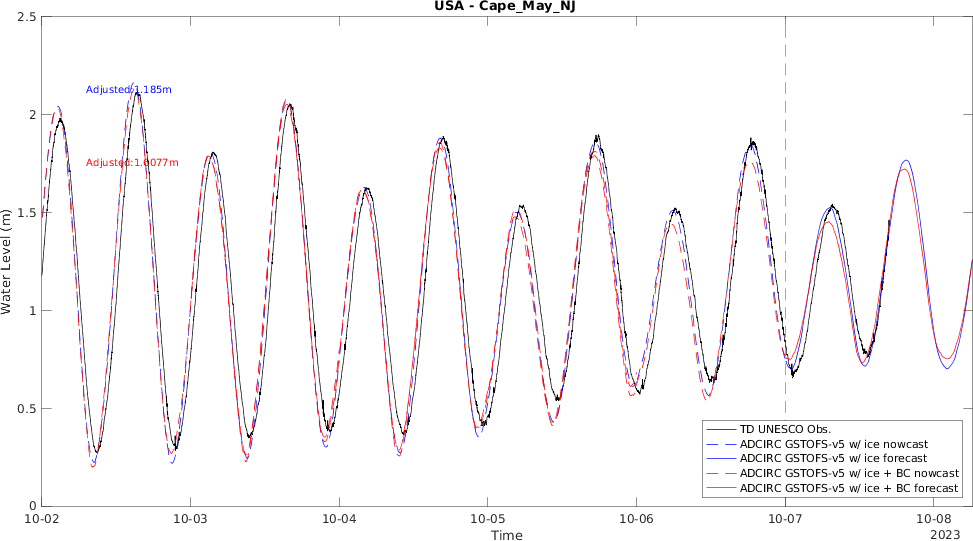 USA - Cape_May_NJ
2.5
2
1.5
1
0.5
0
Water Level (m)
Adjusted:1.185m
Adjusted:1.0077m
TD UNESCO Obs.
ADCIRC GSTOFS-v5 w/ ice nowcast
ADCIRC GSTOFS-v5 w/ ice forecast
ADCIRC GSTOFS-v5 w/ ice + BC nowcast
ADCIRC GSTOFS-v5 w/ ice + BC forecast
10-02 10-03 10-04 10-05 10-06 10-07 10-08
Time
2023